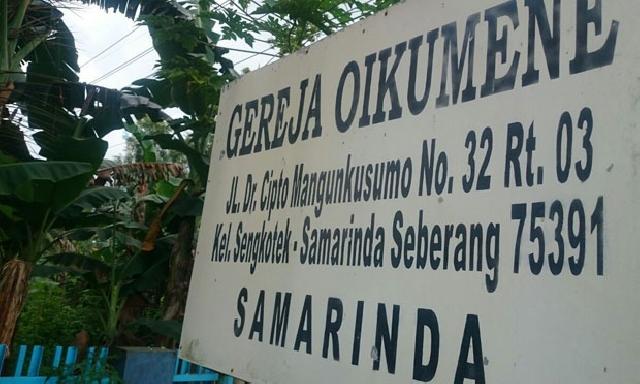 GEREJA OIKUMENE
JL. Dr. Cipto Mangunkusumo No. 32 Rt. 03
Kel. Sengkotek - Samarinda Seberang 75391
SAMARINDA